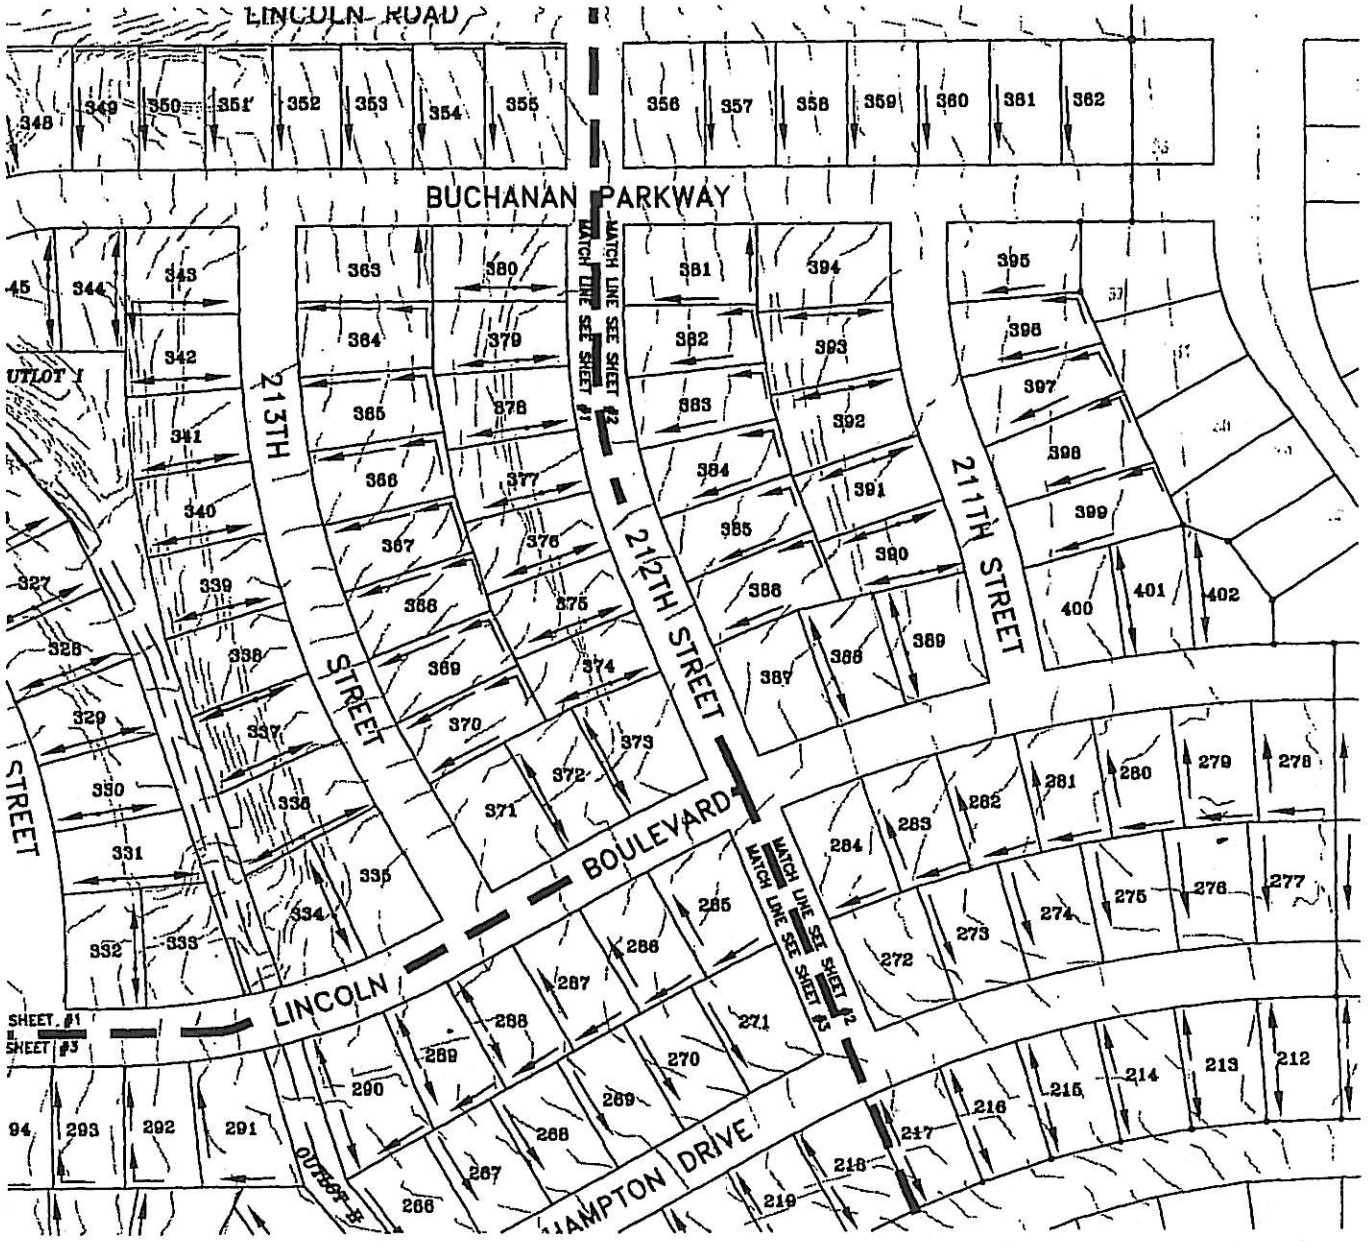 LINCOLN ROAD
348 349 350 351 352 353 354 355 356 357 358 359 360 361 362
BUCHANAN PARKWAY
MATCH LINE SEE SHEET #1
MATCH LINE SEE SHEET #2
45 344 343 363 380 381 394 395
342 364 379 382 393 396
UTLOT 1
213TH STREET
341 365 378 383 392 397
340 366 377 384 391 398
212TH STREET
211TH STREET
327 339 367 376 385 390 399
328 338 368 375 386 388 389 400 401 402
329 337 369 374 387
STREET
330 336 370 373 372 371
331 335 334
332 333
LINCOLN BOULEVARD
284 283 282 281 280 279 278
285 286 287 288 289 290
272 273 274 275 276 277
MATCH LINE SEE SHEET #2
MATCH LINE SEE SHEET #3
SHEET #1
SHEET #3
94 293 292 291
OUTLOT H
266 267 268 269 270 271
HAMPTON DRIVE
219 218 217 216 215 214 213 212